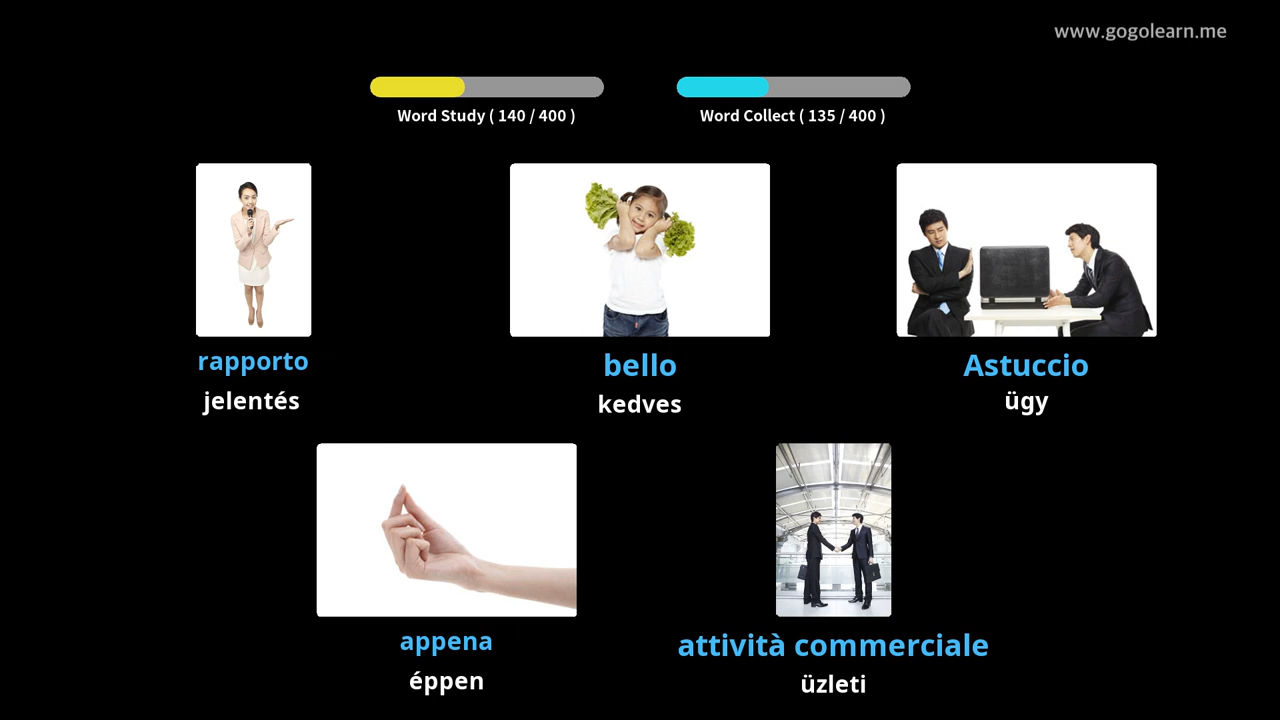 www.gogolearn.me
Word Study ( 140 / 400 )
Word Collect ( 135 / 400 )
rapporto
jelentés
bello
kedves
Astuccio
ügy
appena
éppen
attività commerciale
üzleti